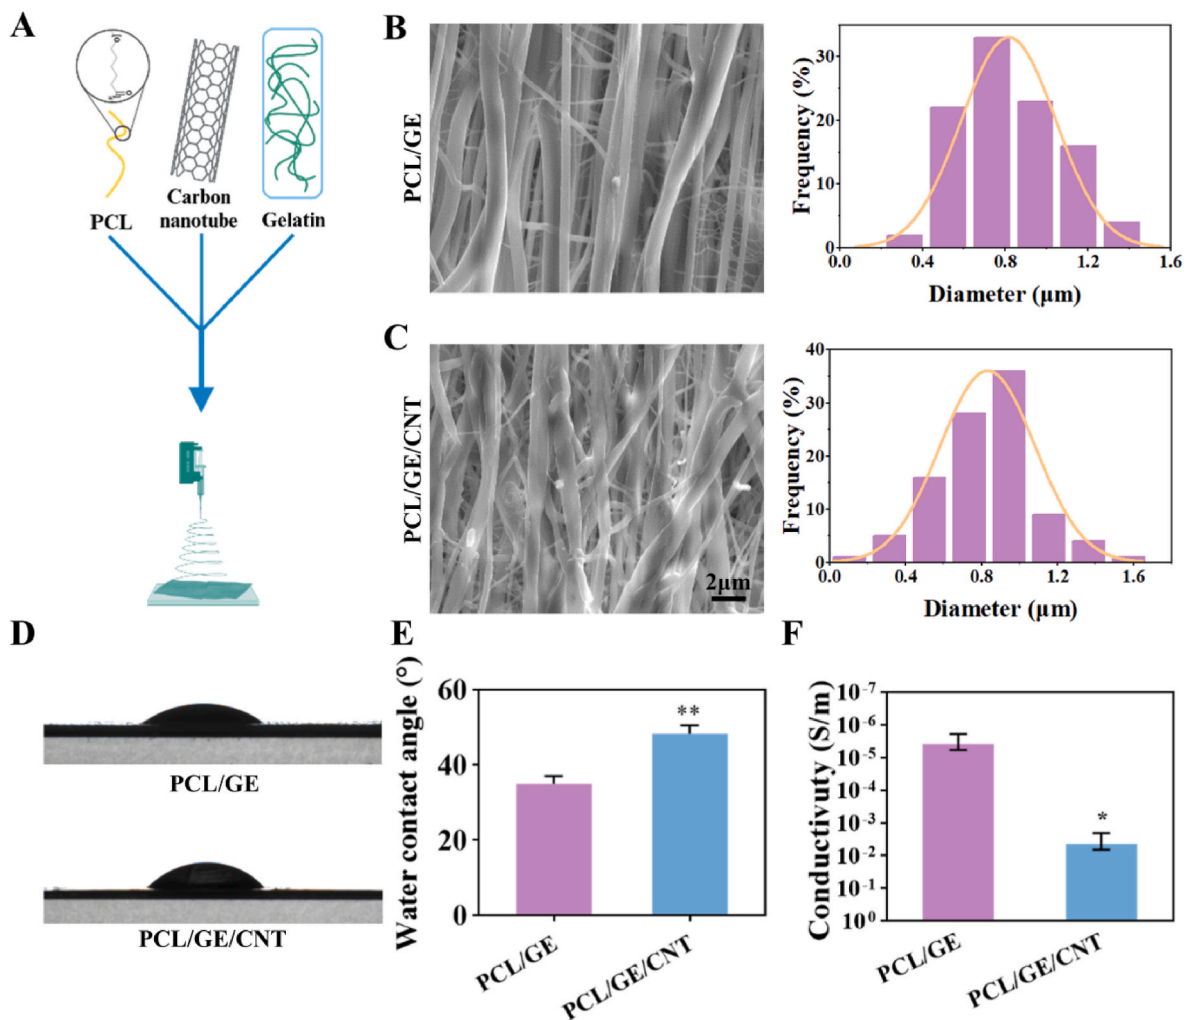 A
PCL
Carbon
nanotube
Gelatin
B
PCL/GE
Frequency (%)
30
20
10
0
0.0 0.4 0.8 1.2 1.6
Diameter (μm)
C
PCL/GE/CNT
2μm
Frequency (%)
40
30
20
10
0
0.0 0.4 0.8 1.2 1.6
Diameter (μm)
D
PCL/GE
PCL/GE/CNT
E
Water contact angle (°)
60
40
20
0
**
PCL/GE
PCL/GE/CNT
F
Conductivuty (S/m)
10⁻⁷
10⁻⁶
10⁻⁵
10⁻⁴
10⁻³
10⁻²
10⁻¹
10⁰
*
PCL/GE
PCL/GE/CNT